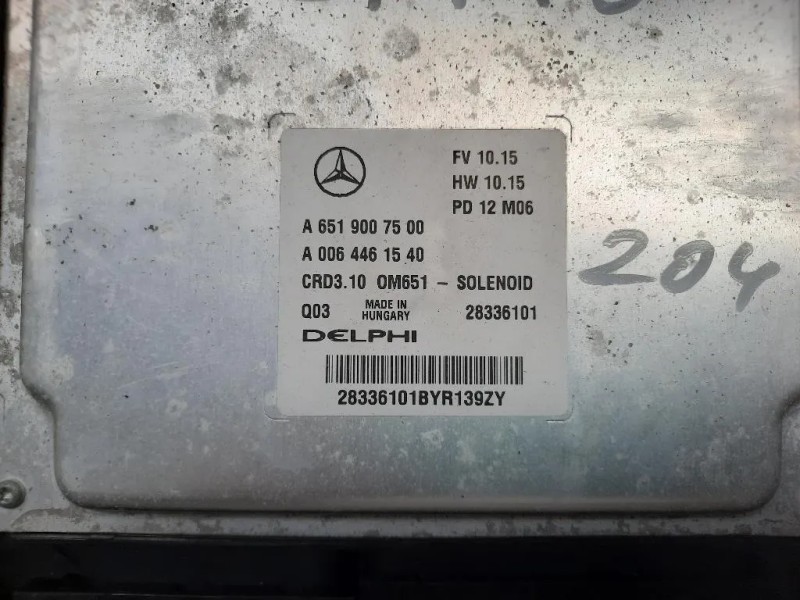 FV 10.15
HW 10.15
PD 12 M06
A 651 900 75 00
A 006 446 15 40
CRD3.10 OM651 - SOLENOID
Q03 MADE IN HUNGARY 28336101
DELPHI
28336101BYR139ZY
204